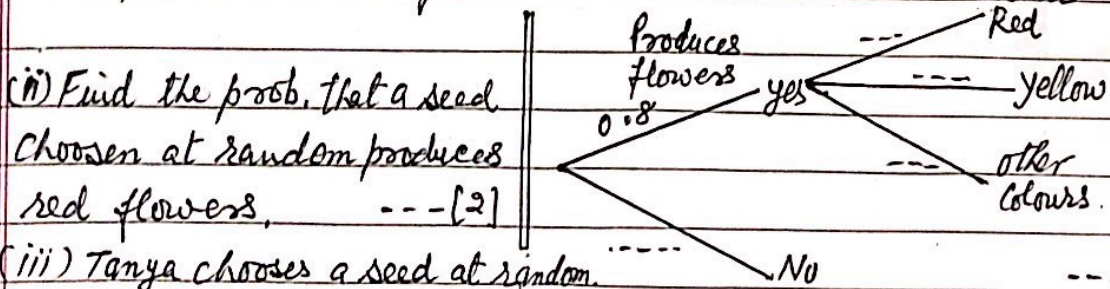 (ii) Find the prob. that a seed
choosen at random produces
red flowers. ---[2]
Produces
flowers
0.8
yes
---
Red
---
yellow
---
other
Colours.
-----
No
--
(iii) Tanya chooses a seed at random.